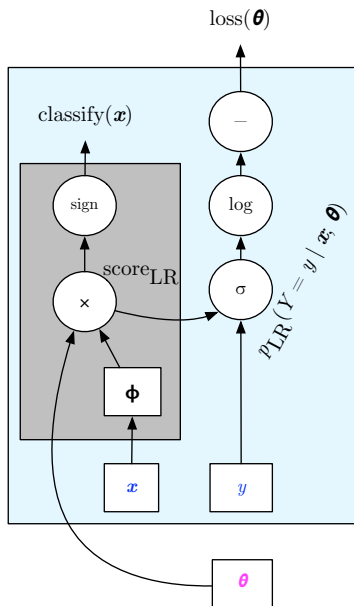 loss(𝜽)
−
classify(𝒙)
sign
log
score_LR
×
σ
p_LR(Y = y | 𝒙; 𝜽)
ϕ
𝒙
y
𝜽